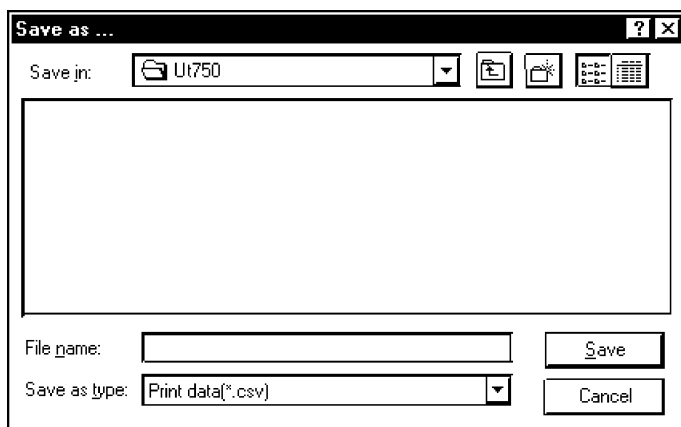 Save as ...
Save in:
Ut750
File name:
Save
Save as type:
Print data(*.csv)
Cancel